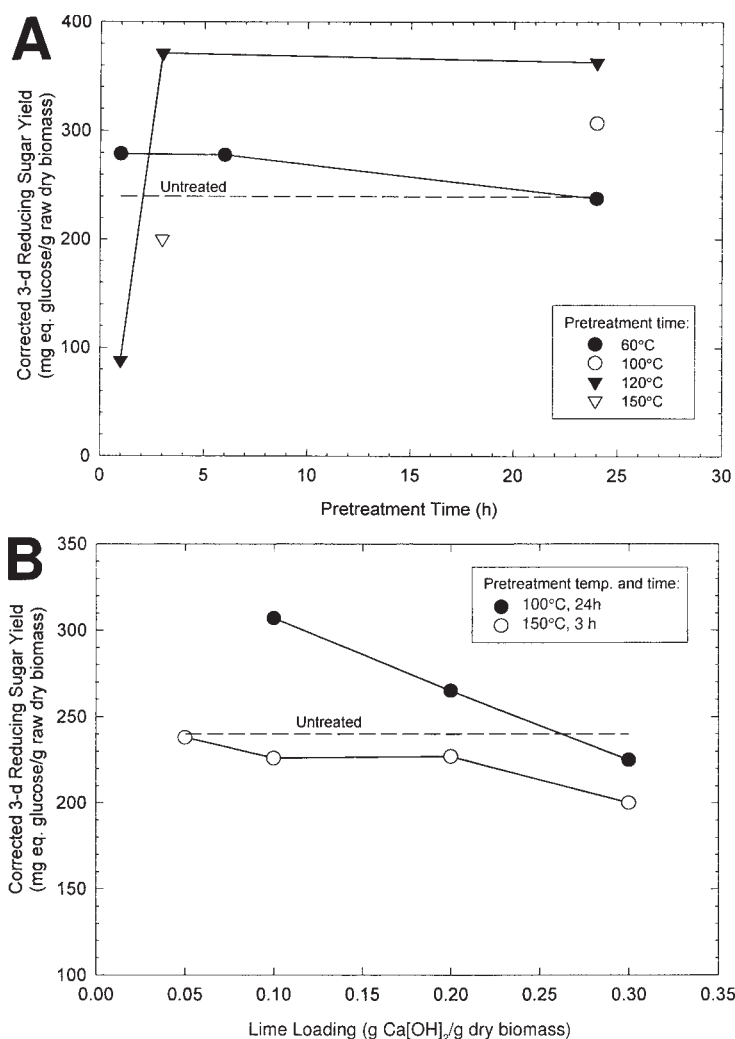 A
Corrected 3-d Reducing Sugar Yield
(mg eq. glucose/g raw dry biomass)
400
300
200
100
0
Untreated
Pretreatment time:
60°C
100°C
120°C
150°C
0
5
10
15
20
25
30
Pretreatment Time (h)
B
Corrected 3-d Reducing Sugar Yield
(mg eq. glucose/g raw dry biomass)
350
300
250
200
150
100
Pretreatment temp. and time:
100°C, 24h
150°C, 3 h
Untreated
0.00
0.05
0.10
0.15
0.20
0.25
0.30
0.35
Lime Loading (g Ca[OH]₂/g dry biomass)